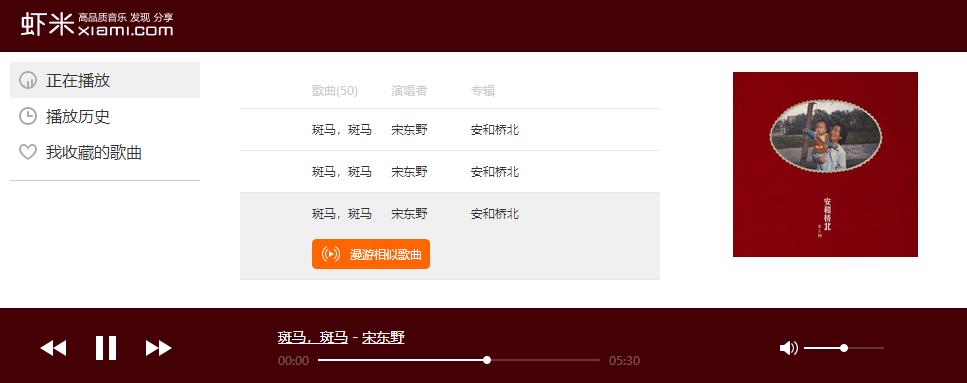 虾米 高品质音乐 发现 分享
xiami.com
正在播放
播放历史
我收藏的歌曲
歌曲(50) 演唱者 专辑
斑马，斑马 宋东野 安和桥北
斑马，斑马 宋东野 安和桥北
斑马，斑马 宋东野 安和桥北
漫游相似歌曲
安和桥北
斑马，斑马 - 宋东野
00:00 05:30